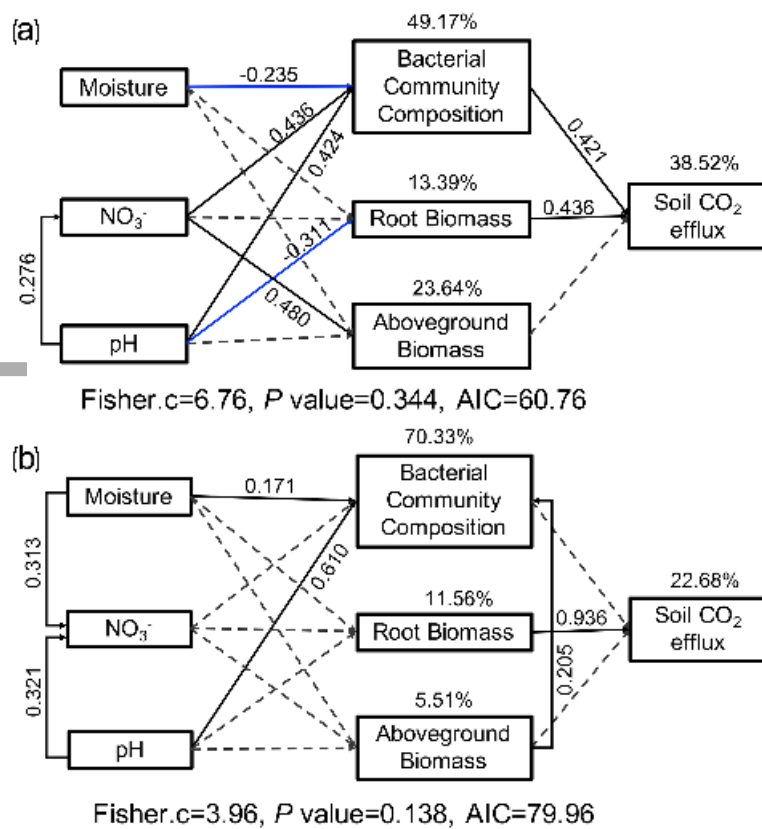 (a)
49.17%
Moisture
-0.235
Bacterial
Community
Composition
0.436
0.424
0.421
38.52%
13.39%
NO₃⁻
Root Biomass
0.436
Soil CO₂
efflux
-0.311
0.276
0.480
23.64%
pH
Aboveground
Biomass
Fisher.c=6.76, P value=0.344, AIC=60.76
(b)
70.33%
Moisture
0.171
Bacterial
Community
Composition
0.313
0.610
22.68%
11.56%
NO₃⁻
Root Biomass
0.936
Soil CO₂
efflux
0.321
0.205
5.51%
pH
Aboveground
Biomass
Fisher.c=3.96, P value=0.138, AIC=79.96